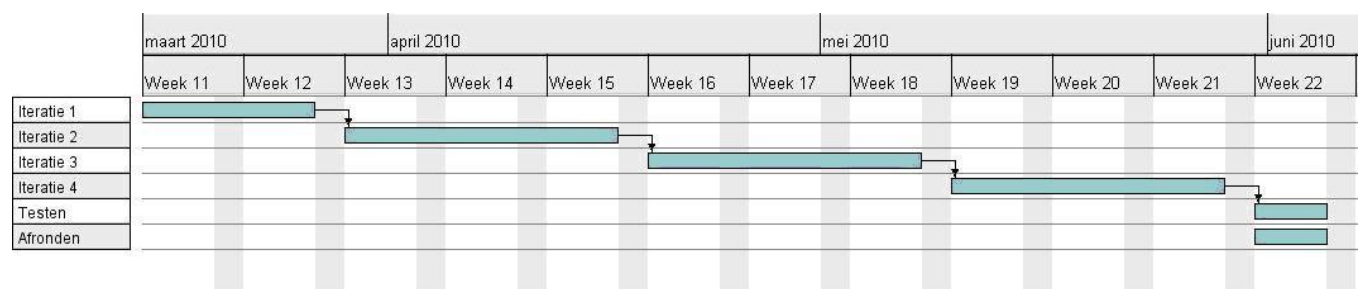 maart 2010 april 2010 mei 2010 juni 2010
Week 11 Week 12 Week 13 Week 14 Week 15 Week 16 Week 17 Week 18 Week 19 Week 20 Week 21 Week 22
Iteratie 1
Iteratie 2
Iteratie 3
Iteratie 4
Testen
Afronden